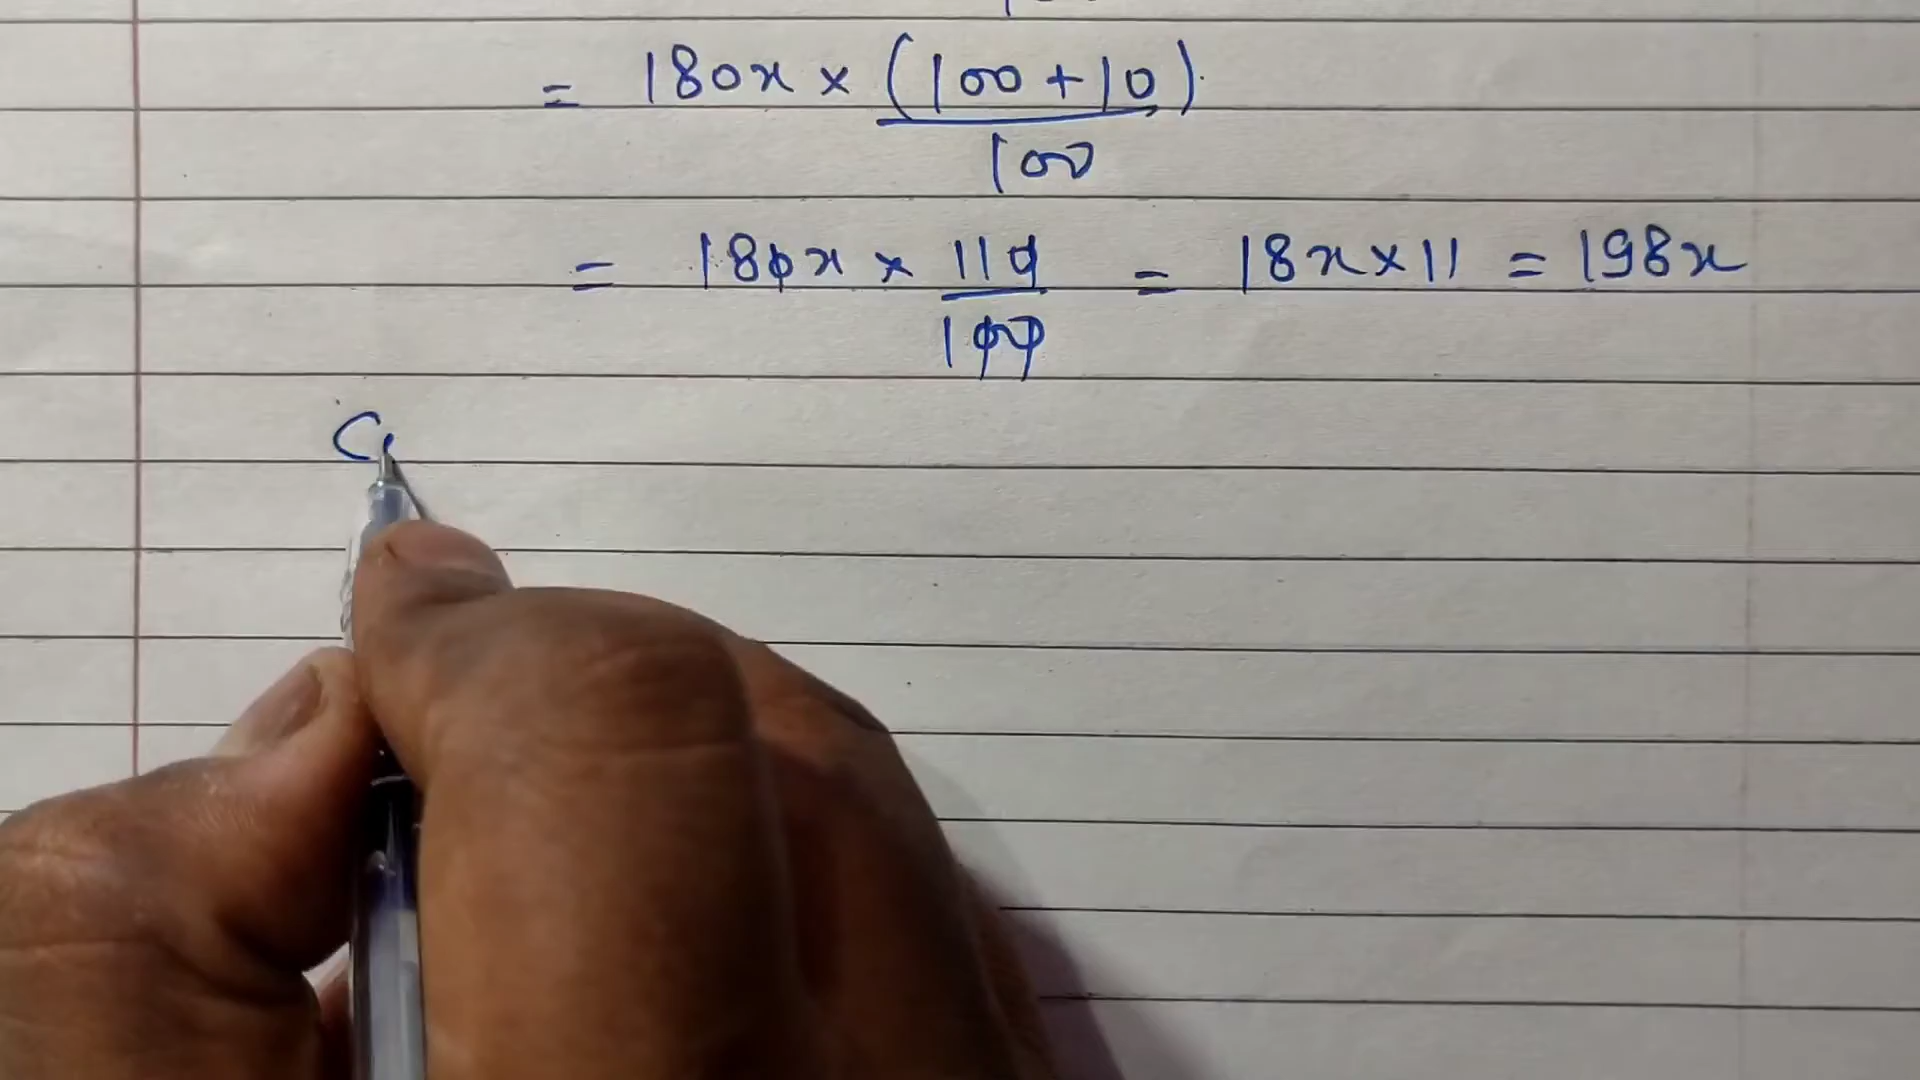 = 180x × (100 + 10)
100
= 180x × 110 = 18x × 11 = 198x
100